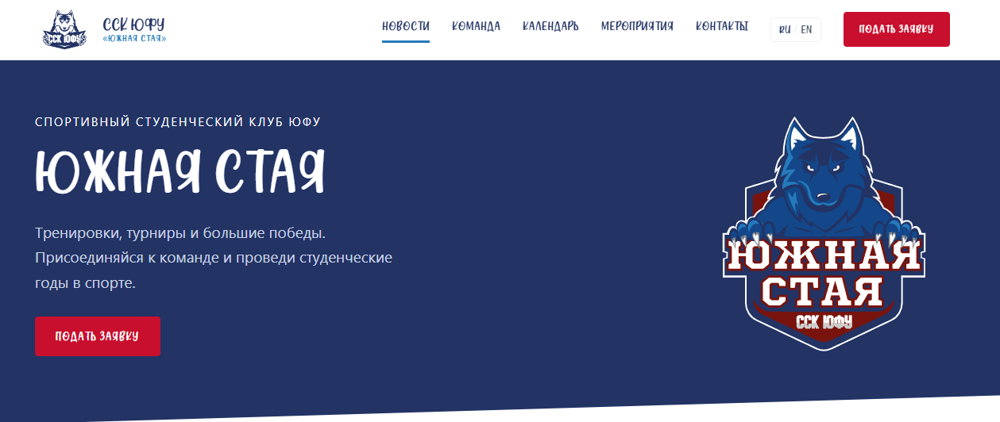 ССК ЮФУ
ССК ЮФУ
«ЮЖНАЯ СТАЯ»
НОВОСТИ
КОМАНДА
КАЛЕНДАРЬ
МЕРОПРИЯТИЯ
КОНТАКТЫ
RU / EN
ПОДАТЬ ЗАЯВКУ
СПОРТИВНЫЙ СТУДЕНЧЕСКИЙ КЛУБ ЮФУ
ЮЖНАЯ СТАЯ
Тренировки, турниры и большие победы.
Присоединяйся к команде и проведи студенческие
годы в спорте.
ПОДАТЬ ЗАЯВКУ
ЮЖНАЯ
СТАЯ
ССК ЮФУ